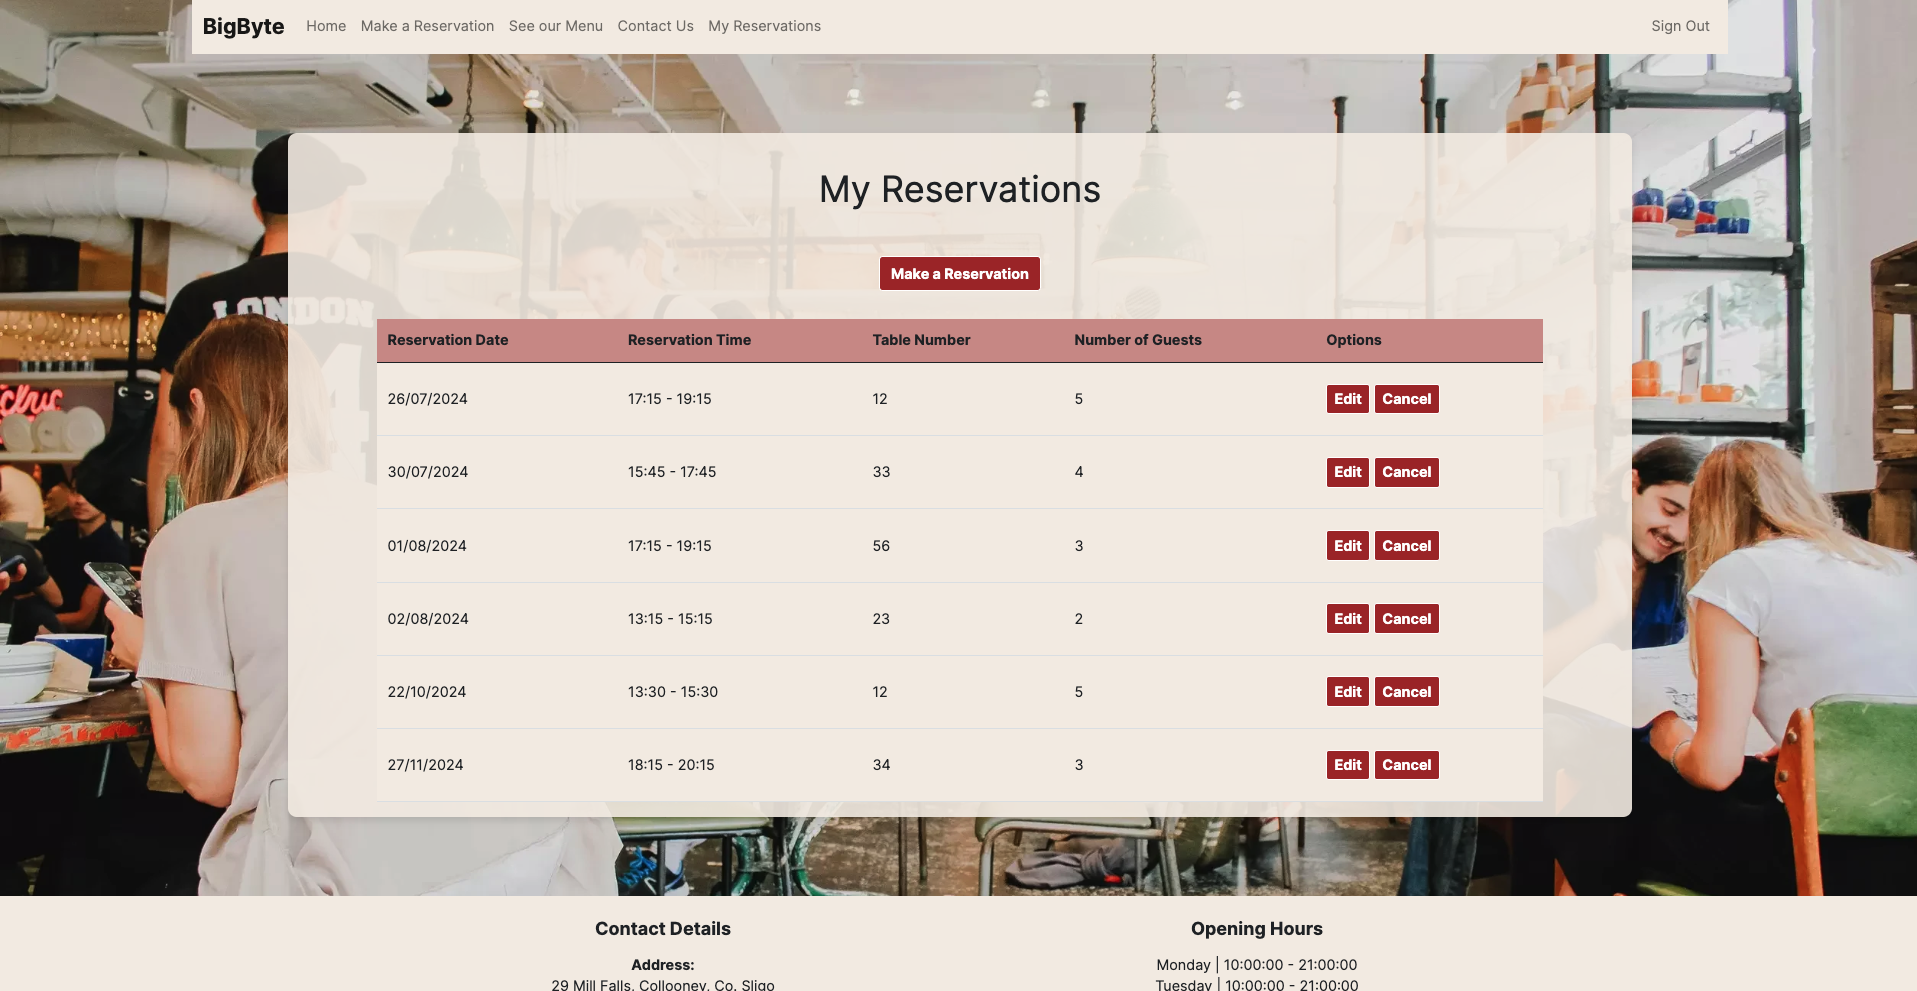 BigByte Home Make a Reservation See our Menu Contact Us My Reservations Sign Out
My Reservations
LONDON
Make a Reservation
Reservation Date Reservation Time Table Number Number of Guests Options
26/07/2024 17:15 - 19:15 12 5 Edit Cancel
30/07/2024 15:45 - 17:45 33 4 Edit Cancel
01/08/2024 17:15 - 19:15 56 3 Edit Cancel
02/08/2024 13:15 - 15:15 23 2 Edit Cancel
22/10/2024 13:30 - 15:30 12 5 Edit Cancel
27/11/2024 18:15 - 20:15 34 3 Edit Cancel
Contact Details Opening Hours
Address: Monday | 10:00:00 - 21:00:00
29 Mill Falls, Collooney, Co. Sligo Tuesday | 10:00:00 - 21:00:00